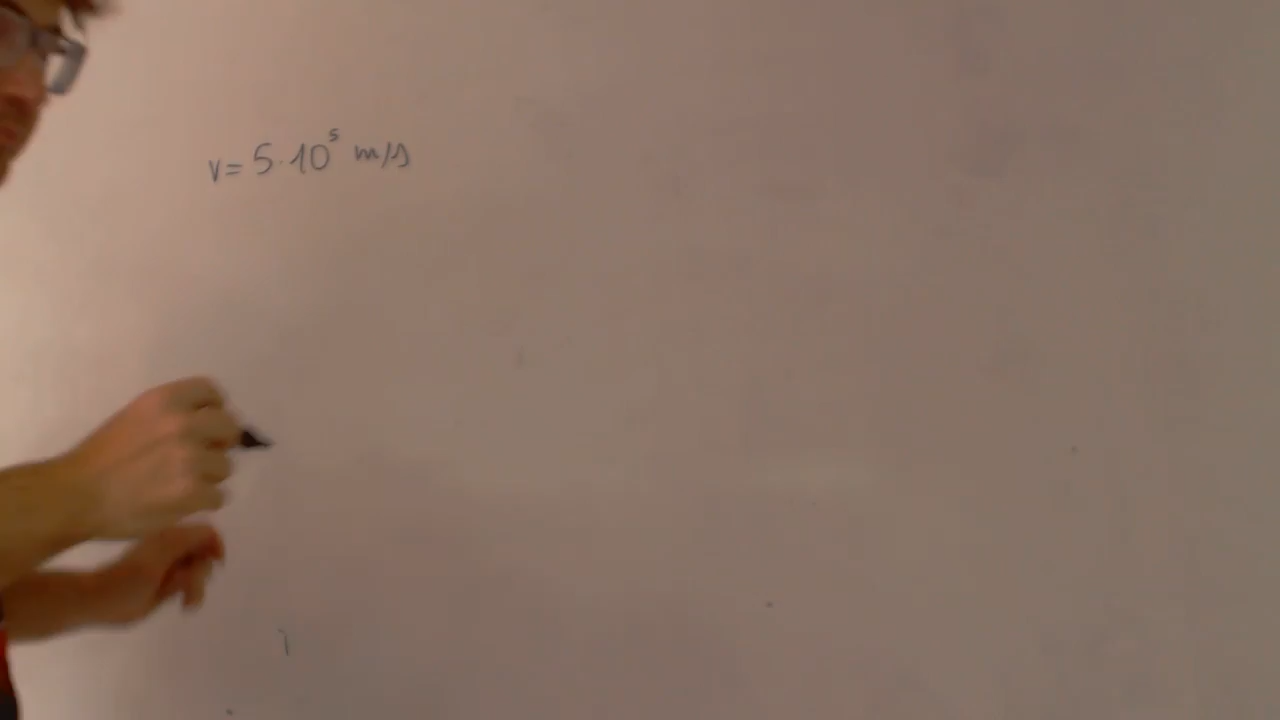 v = 5·10⁵ m/s